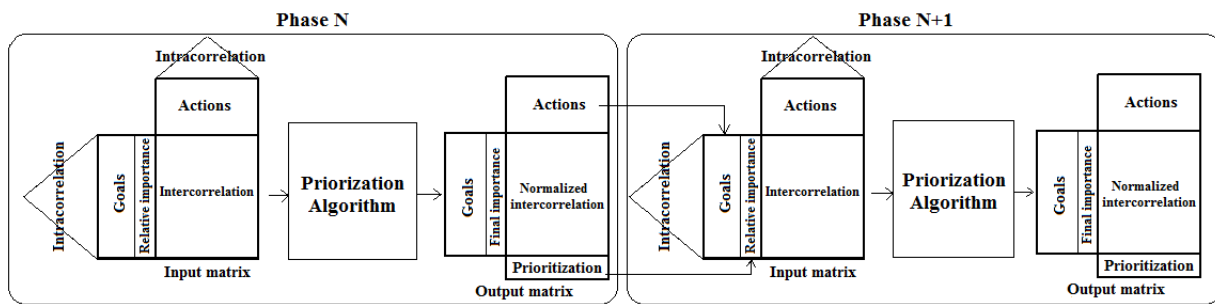 Phase N
Intracorrelation
Actions
Intracorrelation
Goals
Relative importance
Intercorrelation
Input matrix
Priorization
Algorithm
Actions
Goals
Final importance
Normalized
intercorrelation
Prioritization
Output matrix
Phase N+1
Intracorrelation
Actions
Intracorrelation
Goals
Relative importance
Intercorrelation
Input matrix
Priorization
Algorithm
Actions
Goals
Final importance
Normalized
intercorrelation
Prioritization
Output matrix